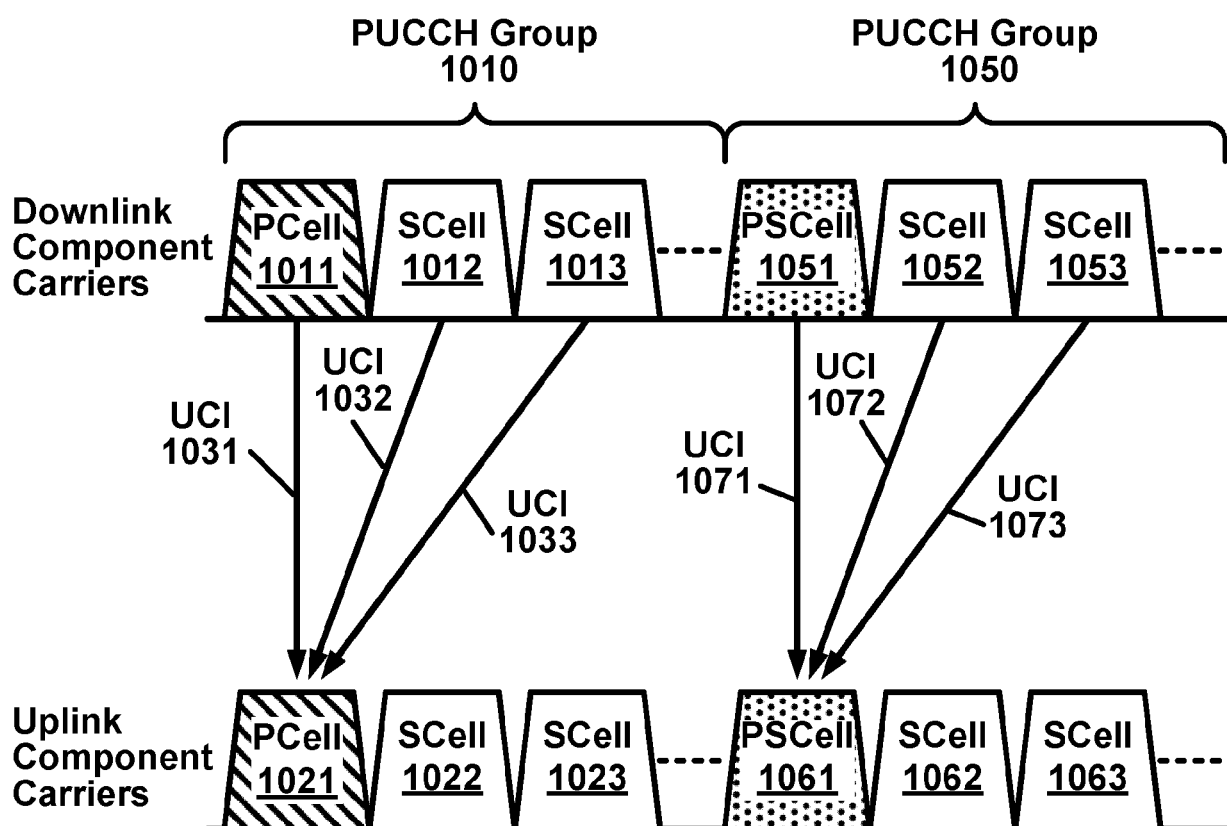 PUCCH Group
1010
PUCCH Group
1050
Downlink
Component
Carriers
PCell
1011
SCell
1012
SCell
1013
PSCell
1051
SCell
1052
SCell
1053
UCI
1031
UCI
1032
UCI
1033
UCI
1071
UCI
1072
UCI
1073
Uplink
Component
Carriers
PCell
1021
SCell
1022
SCell
1023
PSCell
1061
SCell
1062
SCell
1063